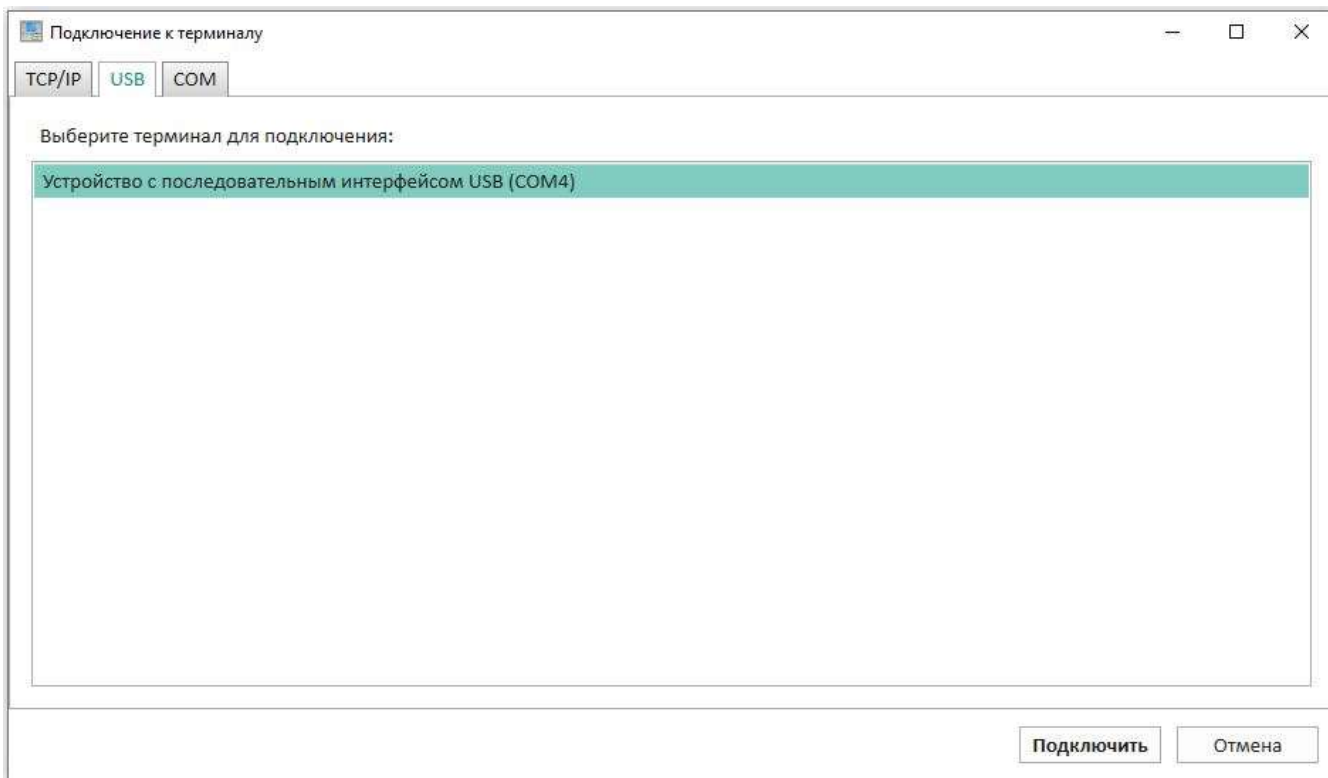 Подключение к терминалу
TCP/IP USB COM
Выберите терминал для подключения:
Устройство с последовательным интерфейсом USB (COM4)
Подключить Отмена